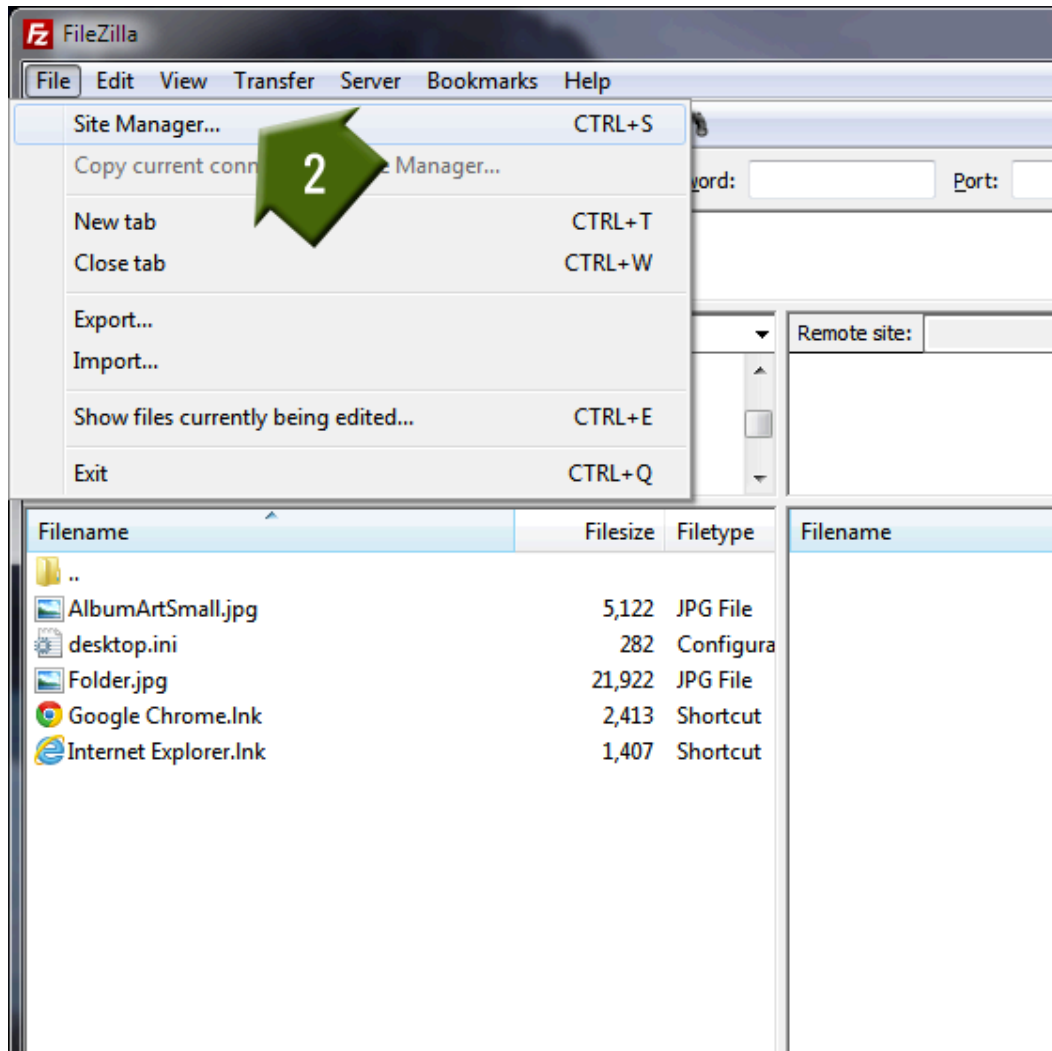 FileZilla
File Edit View Transfer Server Bookmarks Help
Site Manager... CTRL+S
2
Copy current Manager...
Port:
New tab CTRL+T
Close tab CTRL+W
Export...
Import...
Remote site:
Show files currently being edited... CTRL+E
Exit CTRL+Q
Filename Filesize Filetype Filename
..
AlbumArtSmall.jpg 5,122 JPG File
desktop.ini 282
Folder.jpg 21,922 JPG File
Google Chrome.lnk 2,413 Shortcut
Internet Explorer.lnk 1,407 Shortcut